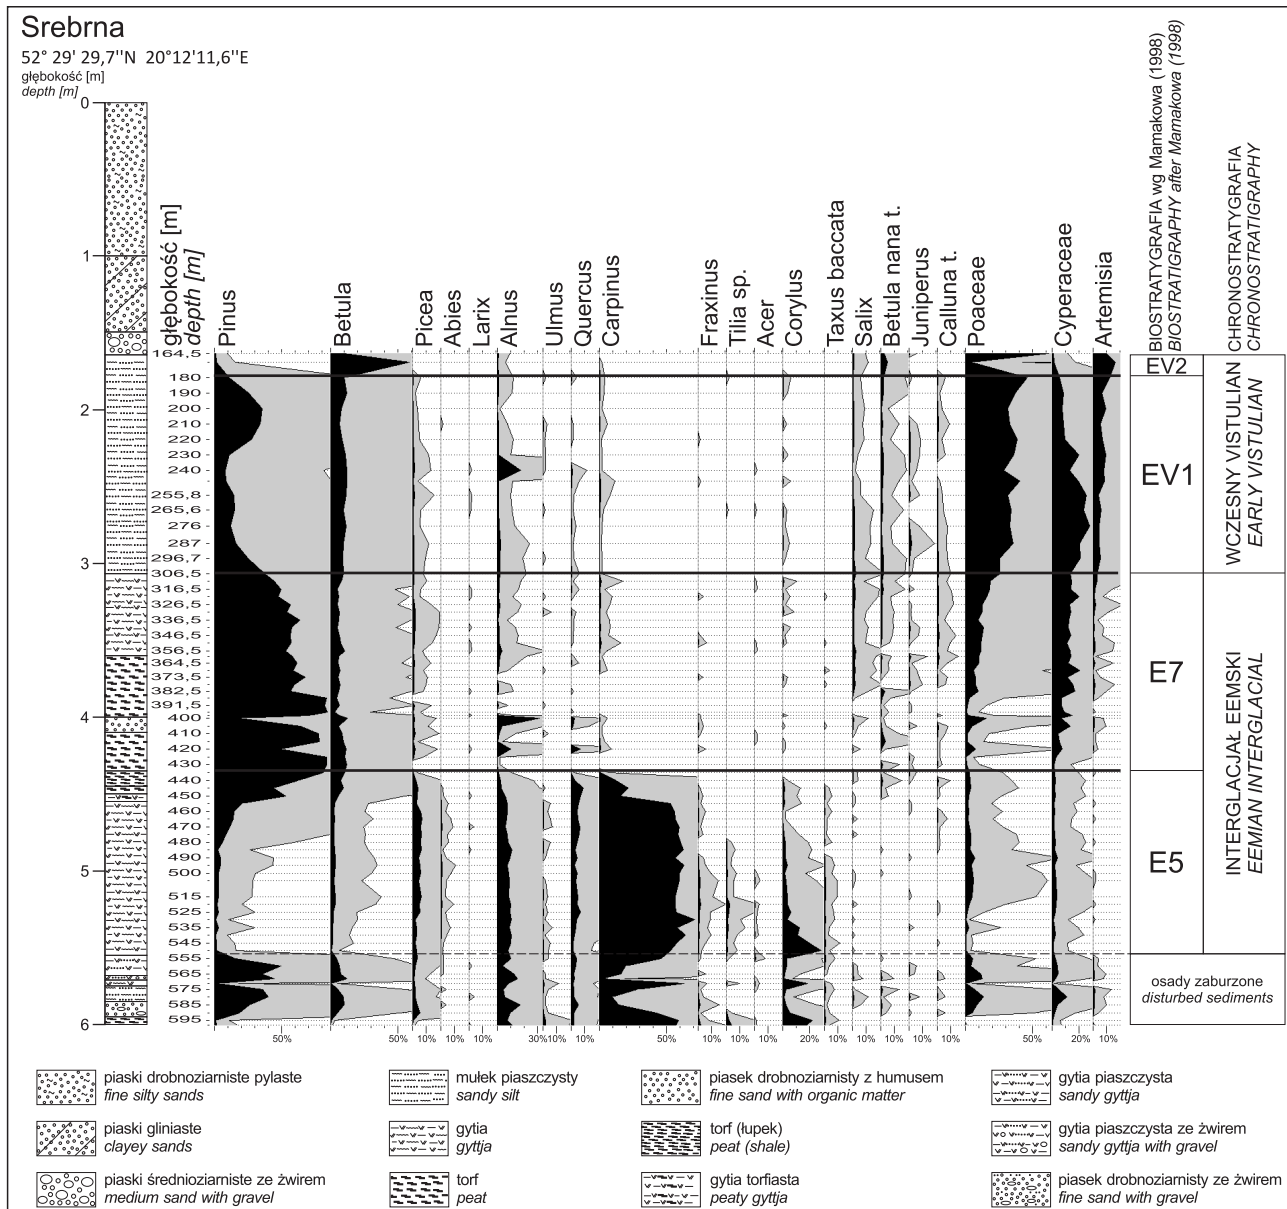 Srebrna
52° 29' 29,7''N 20°12'11,6''E
głębokość [m]
depth [m]
0
1
2
3
4
5
6
głębokość [m]
depth [m]
Pinus
Betula
Picea
Abies
Larix
Alnus
Ulmus
Quercus
Carpinus
Fraxinus
Tilia sp.
Acer
Corylus
Taxus baccata
Salix
Betula nana t.
Juniperus
Calluna t.
Poaceae
Cyperaceae
Artemisia
BIOSTRATYGRAFIA wg Mamakowa (1998)
BIOSTRATIGRAPHY after Mamakowa (1998)
CHRONOSTRATYGRAFIA
CHRONOSTRATIGRAPHY
164,5
180
190
200
210
220
230
240
255,8
265,6
276
287
296,7
306,5
316,5
326,5
336,5
346,5
356,5
364,5
373,5
382,5
391,5
400
410
420
430
440
450
460
470
480
490
500
515
525
535
545
555
565
575
585
595
EV2
EV1
E7
E5
WCZESNY VISTULIAN
EARLY VISTULIAN
INTERGLACJAŁ EEMSKI
EEMIAN INTERGLACIAL
osady zaburzone
disturbed sediments
50% 50% 10% 10% 10% 30% 10% 10% 50% 10% 10% 10% 20% 10% 10% 10% 10% 10% 50% 20% 10%
piaski drobnoziarniste pylaste
fine silty sands
mułek piaszczysty
sandy silt
piasek drobnoziarnisty z humusem
fine sand with organic matter
gytia piaszczysta
sandy gyttja
piaski gliniaste
clayey sands
gytia
gyttja
torf (łupek)
peat (shale)
gytia piaszczysta ze żwirem
sandy gyttja with gravel
piaski średnioziarniste ze żwirem
medium sand with gravel
torf
peat
gytia torfiasta
peaty gyttja
piasek drobnoziarnisty ze żwirem
fine sand with gravel